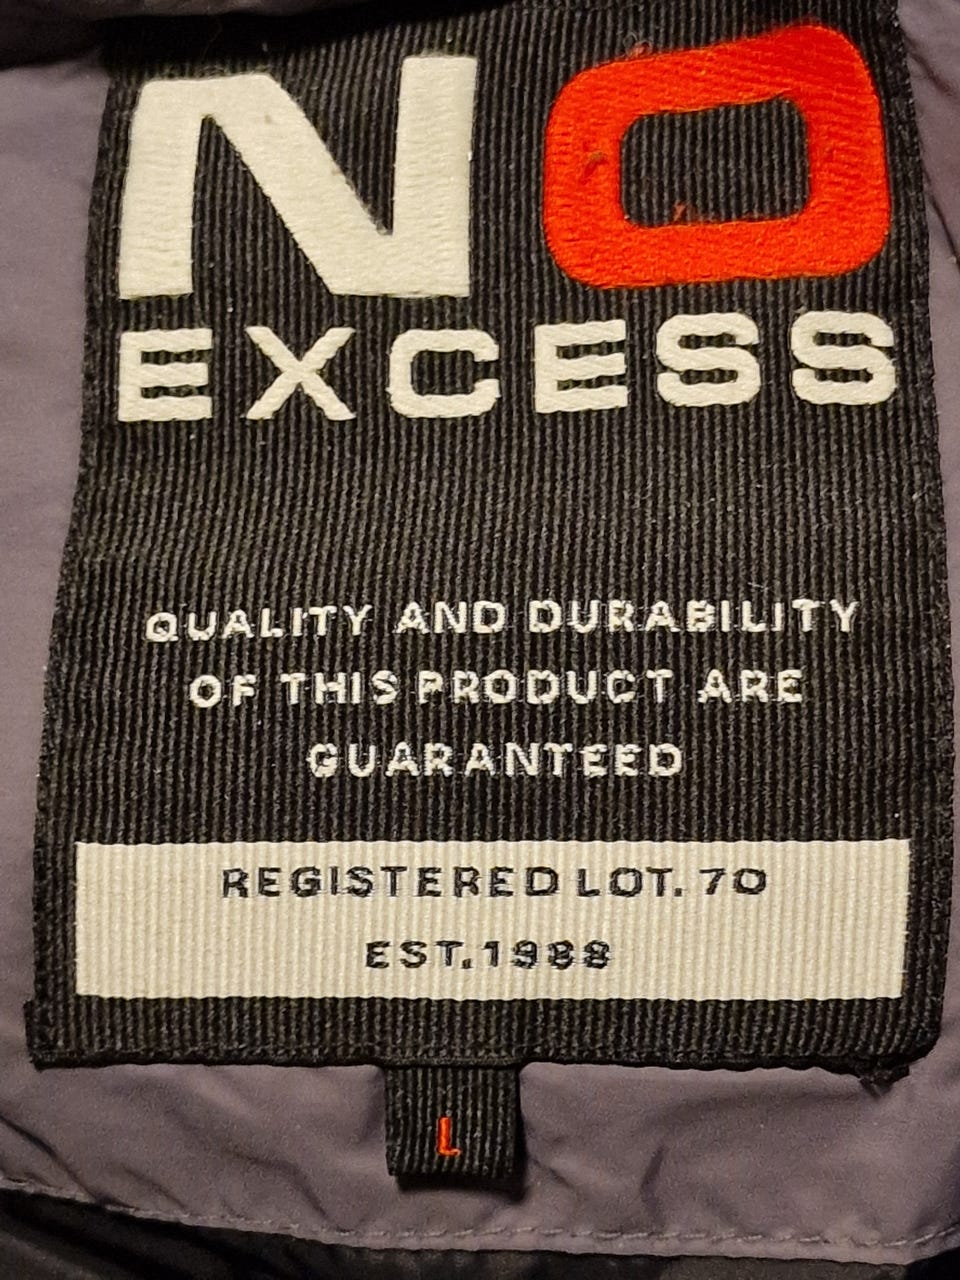 NO
EXCESS
QUALITY AND DURABILITY
OF THIS PRODUCT ARE
GUARANTEED
REGISTERED LOT. 70
EST.1988
L